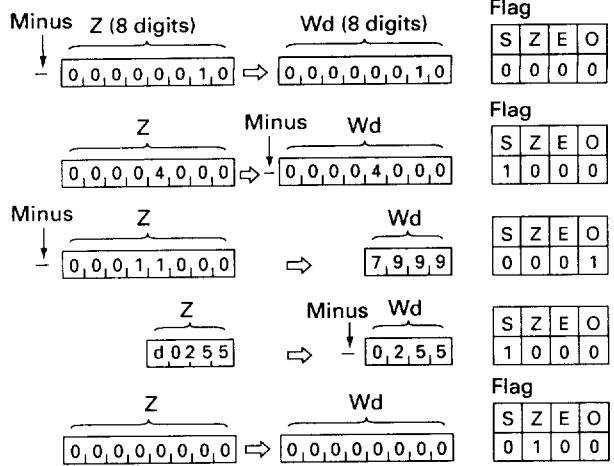 Flag
Minus Z (8 digits) Wd (8 digits) S Z E O
− 0 0 0 0 0 0 1 0 ⇨ 0 0 0 0 0 0 1 0 0 0 0 0
Flag
Z Minus Wd S Z E O
0 0 0 0 4 0 0 0 ⇨ − 0 0 0 0 4 0 0 0 1 0 0 0
Minus Z Wd S Z E O
− 0 0 0 1 1 0 0 0 ⇨ 7 9 9 9 0 0 0 1
Z Minus Wd S Z E O
d 0 2 5 5 ⇨ − 0 2 5 5 1 0 0 0
Flag
Z Wd S Z E O
0 0 0 0 0 0 0 0 ⇨ 0 0 0 0 0 0 0 0 0 1 0 0